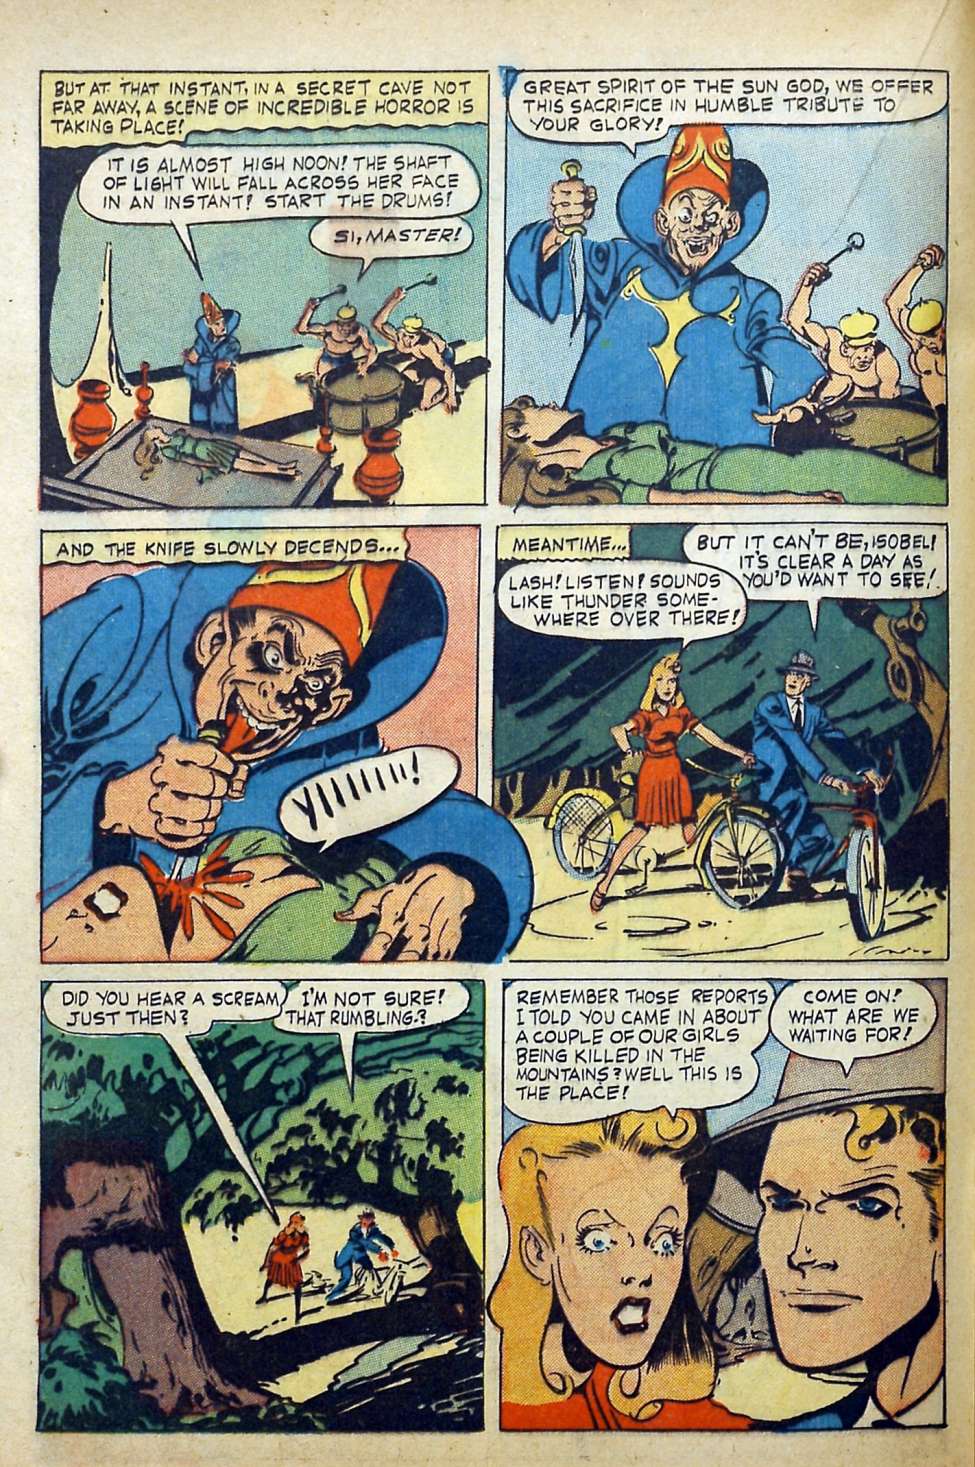 BUT AT THAT INSTANT, IN A SECRET CAVE NOT
FAR AWAY, A SCENE OF INCREDIBLE HORROR IS
TAKING PLACE!
IT IS ALMOST HIGH NOON! THE SHAFT
OF LIGHT WILL FALL ACROSS HER FACE
IN AN INSTANT! START THE DRUMS!
SI, MASTER!
GREAT SPIRIT OF THE SUN GOD, WE OFFER
THIS SACRIFICE IN HUMBLE TRIBUTE TO
YOUR GLORY!
AND THE KNIFE SLOWLY DECENDS...
YIIIIIII!
MEANTIME...
LASH! LISTEN! SOUNDS
LIKE THUNDER SOME-
WHERE OVER THERE!
BUT IT CAN'T BE, ISOBEL!
IT'S CLEAR A DAY AS
YOU'D WANT TO SEE!
DID YOU HEAR A SCREAM
JUST THEN?
I'M NOT SURE!
THAT RUMBLING?
REMEMBER THOSE REPORTS
I TOLD YOU CAME IN ABOUT
A COUPLE OF OUR GIRLS
BEING KILLED IN THE
MOUNTAINS? WELL THIS IS
THE PLACE!
COME ON!
WHAT ARE WE
WAITING FOR!